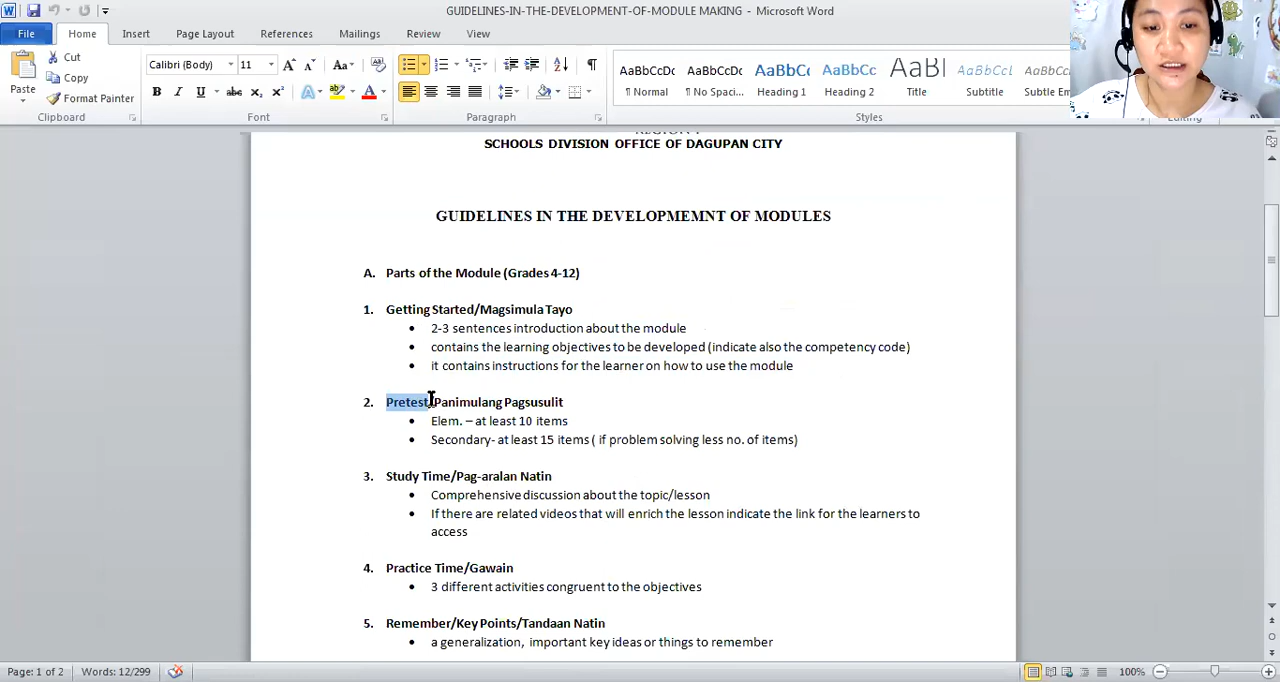 GUIDELINES-IN-THE-DEVELOPMENT-OF-MODULE MAKING - Microsoft Word
File Home Insert Page Layout References Mailings Review View
Cut
Copy
Format Painter
Paste
Clipboard
Calibri (Body) 11
Font
Paragraph
AaBbCcDc AaBbCcDc AaBbCc AaBbCc AaBI AaBbCcDc AaBbCcDc
¶ Normal ¶ No Spaci... Heading 1 Heading 2 Title Subtitle Subtle Em
Styles
SCHOOLS DIVISION OFFICE OF DAGUPAN CITY
GUIDELINES IN THE DEVELOPMEMNT OF MODULES
A. Parts of the Module (Grades 4-12)
1. Getting Started/Magsimula Tayo
• 2-3 sentences introduction about the module
• contains the learning objectives to be developed (indicate also the competency code)
• it contains instructions for the learner on how to use the module
2. Pretest/Panimulang Pagsusulit
• Elem. – at least 10 items
• Secondary- at least 15 items ( if problem solving less no. of items)
3. Study Time/Pag-aralan Natin
• Comprehensive discussion about the topic/lesson
• If there are related videos that will enrich the lesson indicate the link for the learners to
access
4. Practice Time/Gawain
• 3 different activities congruent to the objectives
5. Remember/Key Points/Tandaan Natin
• a generalization, important key ideas or things to remember
Page: 1 of 2 Words: 12/299 100%